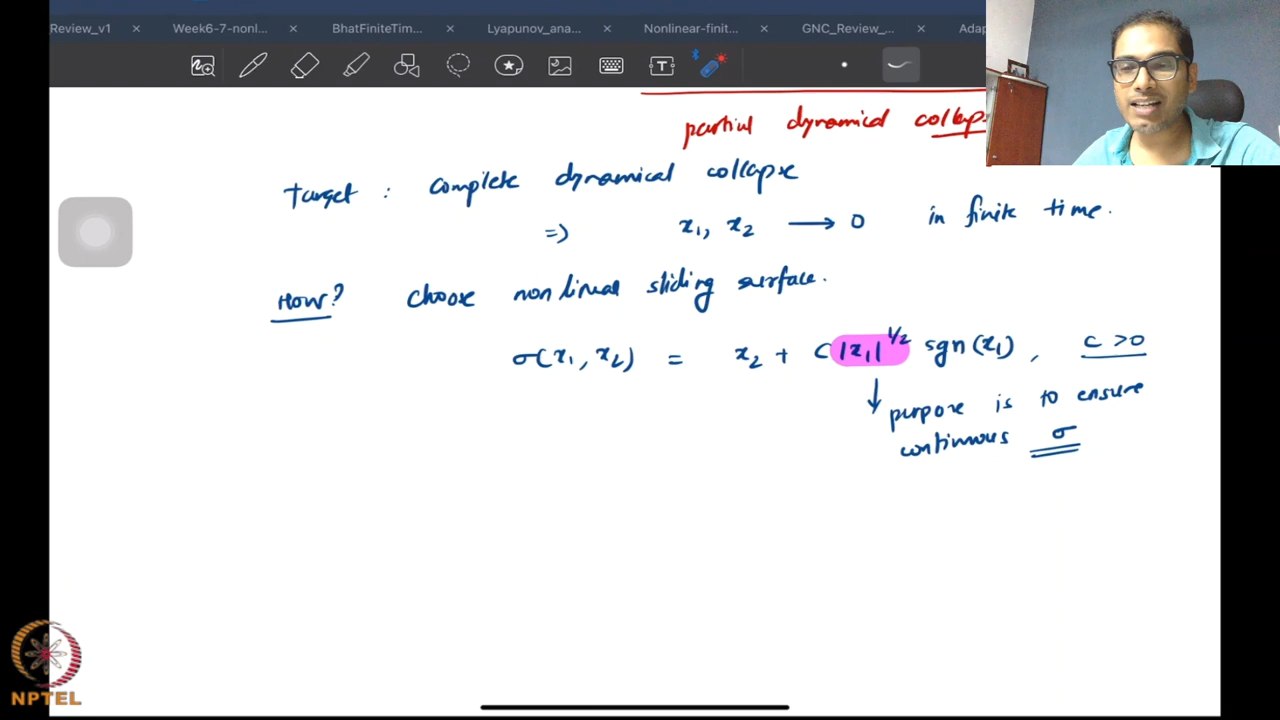 Review_v1 × Week6-7-nonl... × BhatFiniteTim... × Lyapunov_ana... × Nonlinear-finit... × GNC_Review_... × Adap
T
partial dynamical collaps
Target : complete dynamical collapse
=> x₁, x₂ → 0 in finite time.
How? choose nonlinear sliding surface.
σ(x₁, x₂) = x₂ + c|x₁|^1/2 sgn(x₁), c > 0
↓ purpose is to ensure
continuous σ
NPTEL